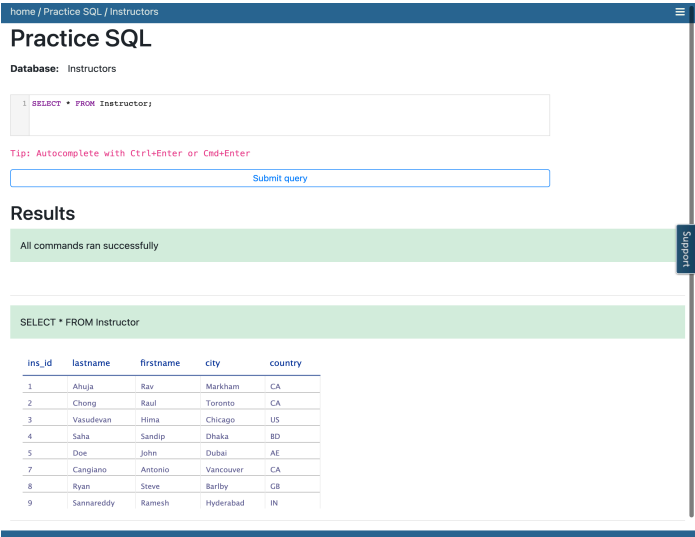 home / Practice SQL / Instructors
Practice SQL
Database: Instructors
1 SELECT * FROM Instructor;
Tip: Autocomplete with Ctrl+Enter or Cmd+Enter
Submit query
Results
All commands ran successfully
Support
SELECT * FROM Instructor
ins_id lastname firstname city country
1 Ahuja Rav Markham CA
2 Chong Raul Toronto CA
3 Vasudevan Hima Chicago US
4 Saha Sandip Dhaka BD
5 Doe John Dubai AE
7 Cangiano Antonio Vancouver CA
8 Ryan Steve Barlby GB
9 Sannareddy Ramesh Hyderabad IN